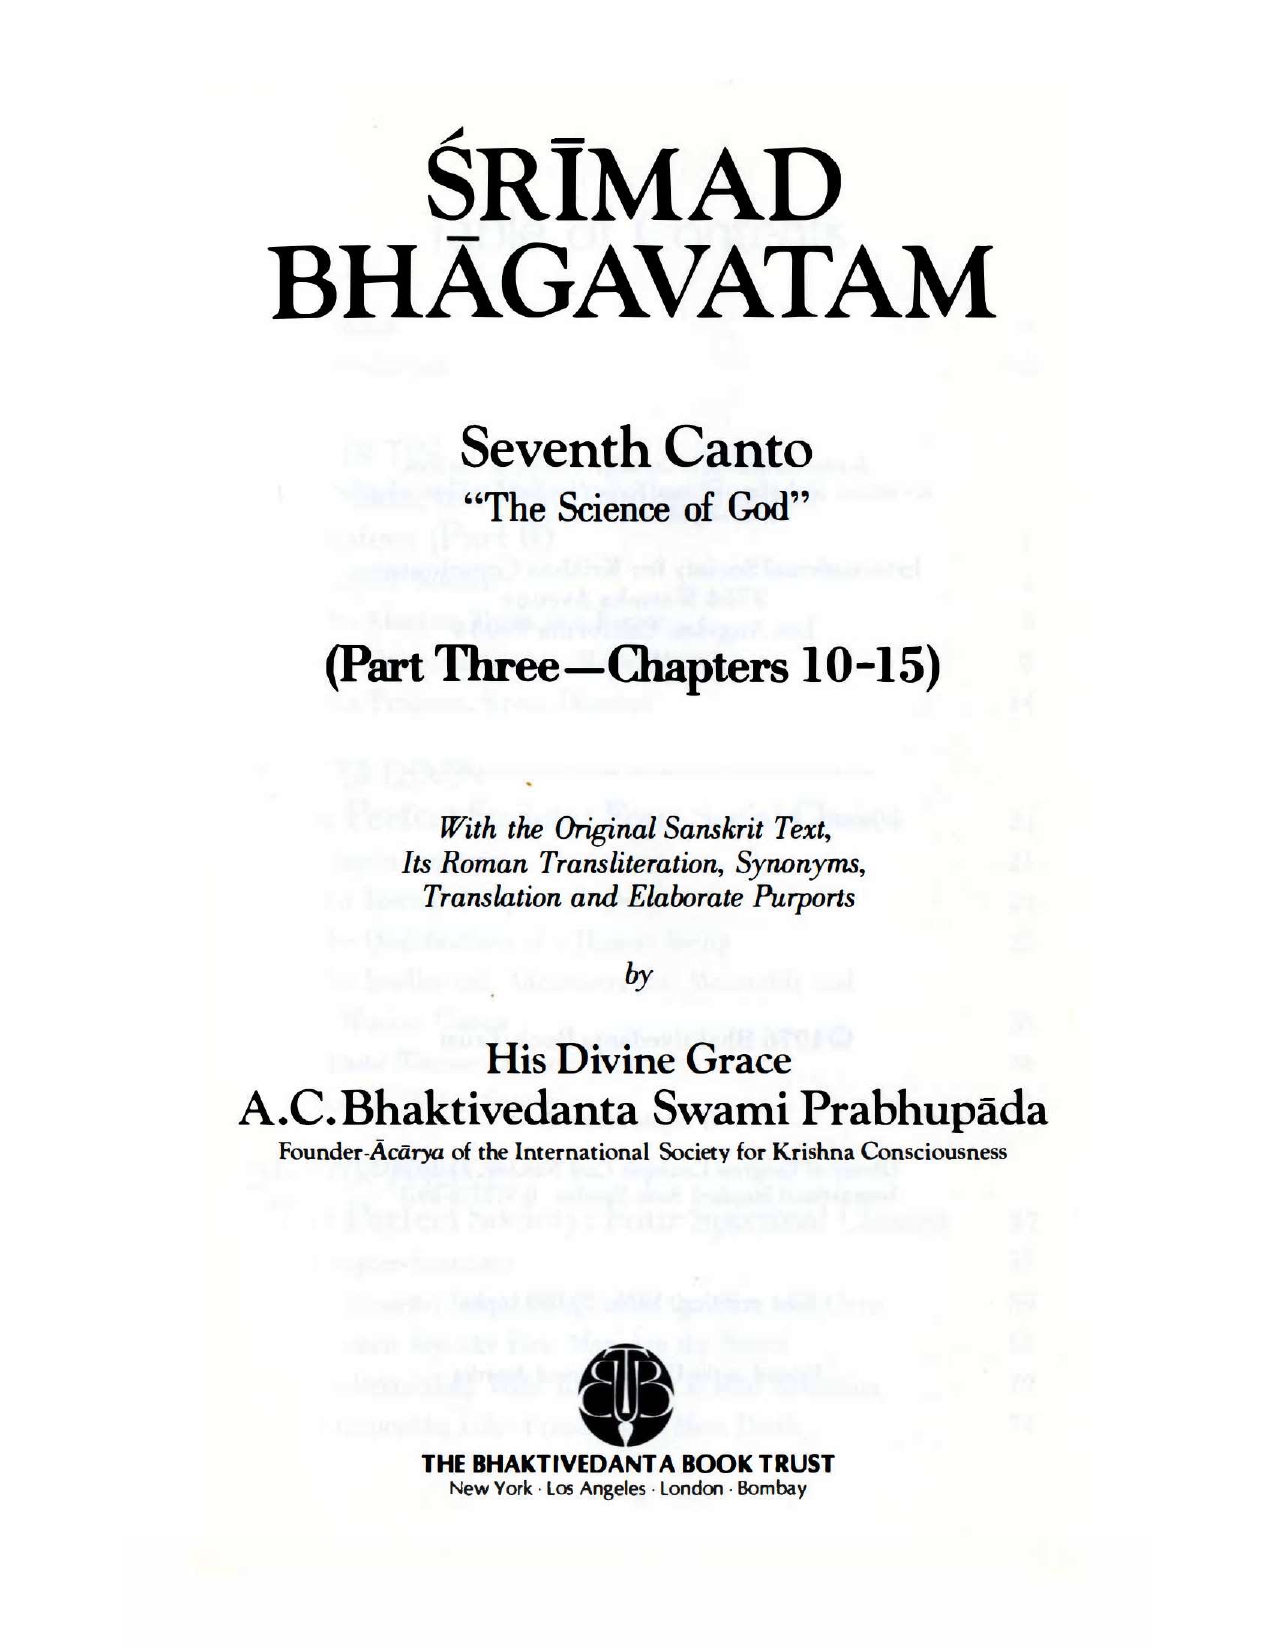 ŚRĪMAD
BHĀGAVATAM
Seventh Canto
“The Science of God”
(Part Three—Chapters 10-15)
With the Original Sanskrit Text,
Its Roman Transliteration, Synonyms,
Translation and Elaborate Purports
by
His Divine Grace
A.C. Bhaktivedanta Swami Prabhupāda
Founder-Ācārya of the International Society for Krishna Consciousness
BBT
THE BHAKTIVEDANTA BOOK TRUST
New York · Los Angeles · London · Bombay